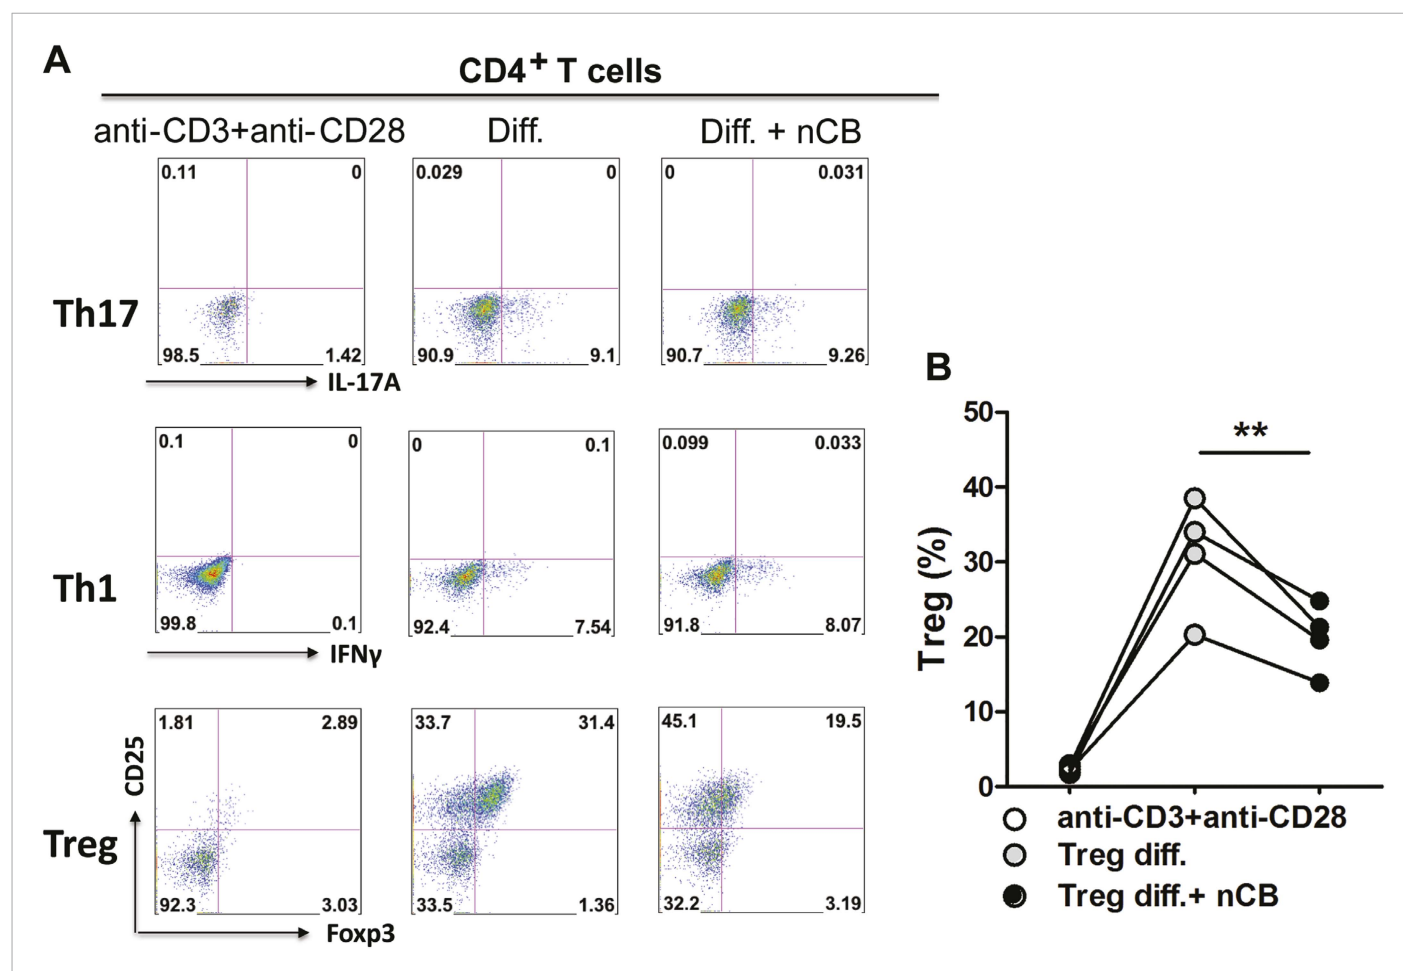 A
CD4+ T cells
anti-CD3+anti-CD28 Diff. Diff. + nCB
0.11 0 0.029 0 0 0.031
Th17
98.5 1.42 90.9 9.1 90.7 9.26
IL-17A
0.1 0 0 0.1 0.099 0.033
Th1
99.8 0.1 92.4 7.54 91.8 8.07
IFNγ
1.81 2.89 33.7 31.4 45.1 19.5
CD25
Treg
92.3 3.03 33.5 1.36 32.2 3.19
Foxp3
B
**
50
40
30
20
10
0
Treg (%)
anti-CD3+anti-CD28
Treg diff.
Treg diff.+ nCB